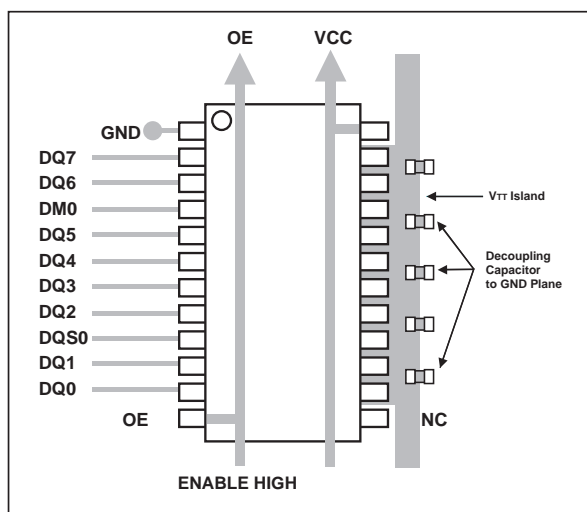 OE
VCC
GND
DQ7
DQ6
DM0
DQ5
DQ4
DQ3
DQ2
DQS0
DQ1
DQ0
OE
VTT Island
Decoupling
Capacitor
to GND Plane
NC
ENABLE HIGH